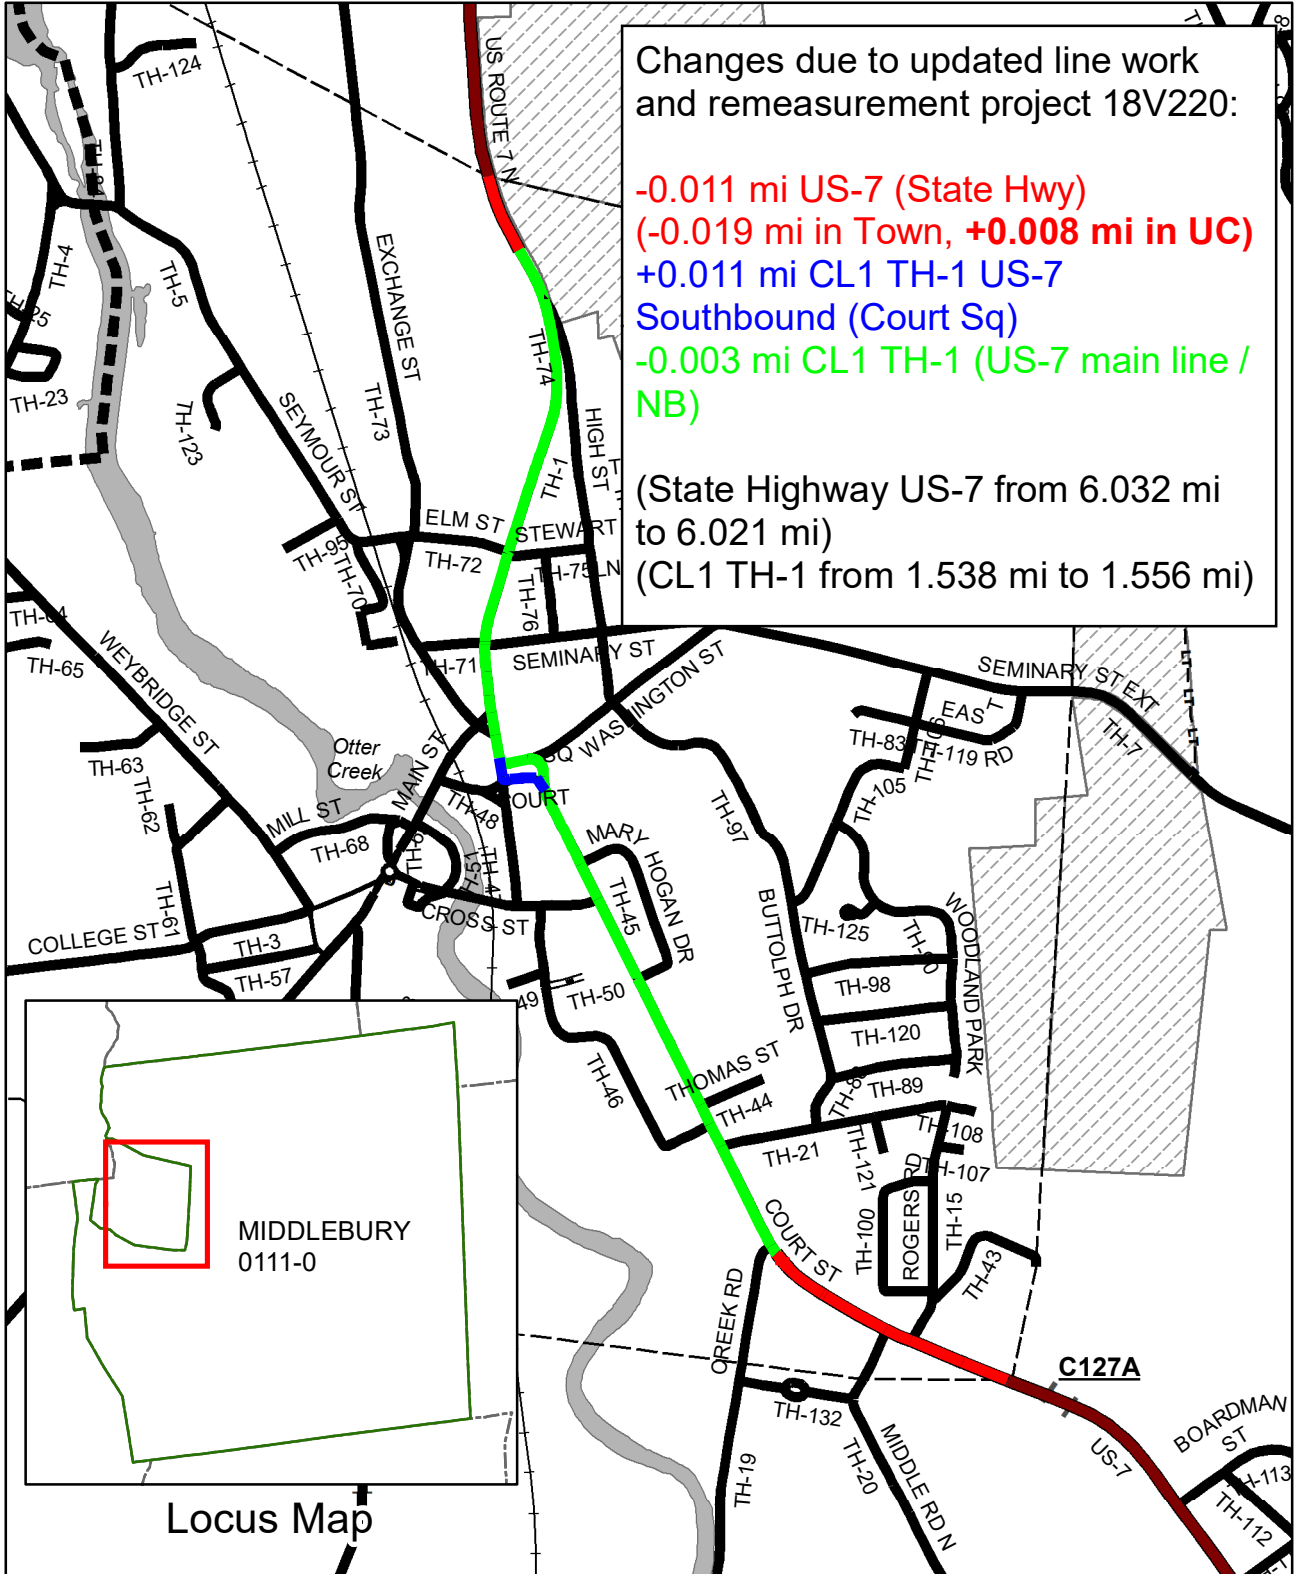 Changes due to updated line work
and remeasurement project 18V220:
-0.011 mi US-7 (State Hwy)
(-0.019 mi in Town, +0.008 mi in UC)
+0.011 mi CL1 TH-1 US-7
Southbound (Court Sq)
-0.003 mi CL1 TH-1 (US-7 main line /
NB)
(State Highway US-7 from 6.032 mi
to 6.021 mi)
(CL1 TH-1 from 1.538 mi to 1.556 mi)
TH-124
US ROUTE 7 N
TH-4
TH-5
EXCHANGE ST
TH-73
TH-74
TH-23
TH-123
SEYMOUR ST
HIGH ST
TH-1
ELM ST
STEWART
LN
TH-95
TH-72
TH-75
TH-70
TH-76
TH-64
TH-65
WEYBRIDGE ST
TH-71
SEMINARY ST
WASHINGTON ST
SEMINARY ST EXT
TH-7
LT
LT
LT
EAST
TH-83
TH-119
RD
TH-63
TH-62
Otter
Creek
MAIN ST
SQ
COURT
TH-48
TH-105
TH-97
MILL ST
TH-68
MARY HOGAN DR
TH-45
TH-61
CROSS ST
COLLEGE ST
TH-3
TH-57
BUTTOLPH DR
TH-125
WOODLAND PARK
TH-98
TH-120
TH-89
49
TH-50
TH-46
THOMAS ST
TH-44
TH-21
TH-121
TH-108
TH-107
TH-100
ROGERS RD
TH-15
TH-43
COURT ST
CREEK RD
C127A
TH-132
TH-19
TH-20
MIDDLE RD N
US-7
BOARDMAN
ST
TH-113
TH-112
MIDDLEBURY
0111-0
Locus Map